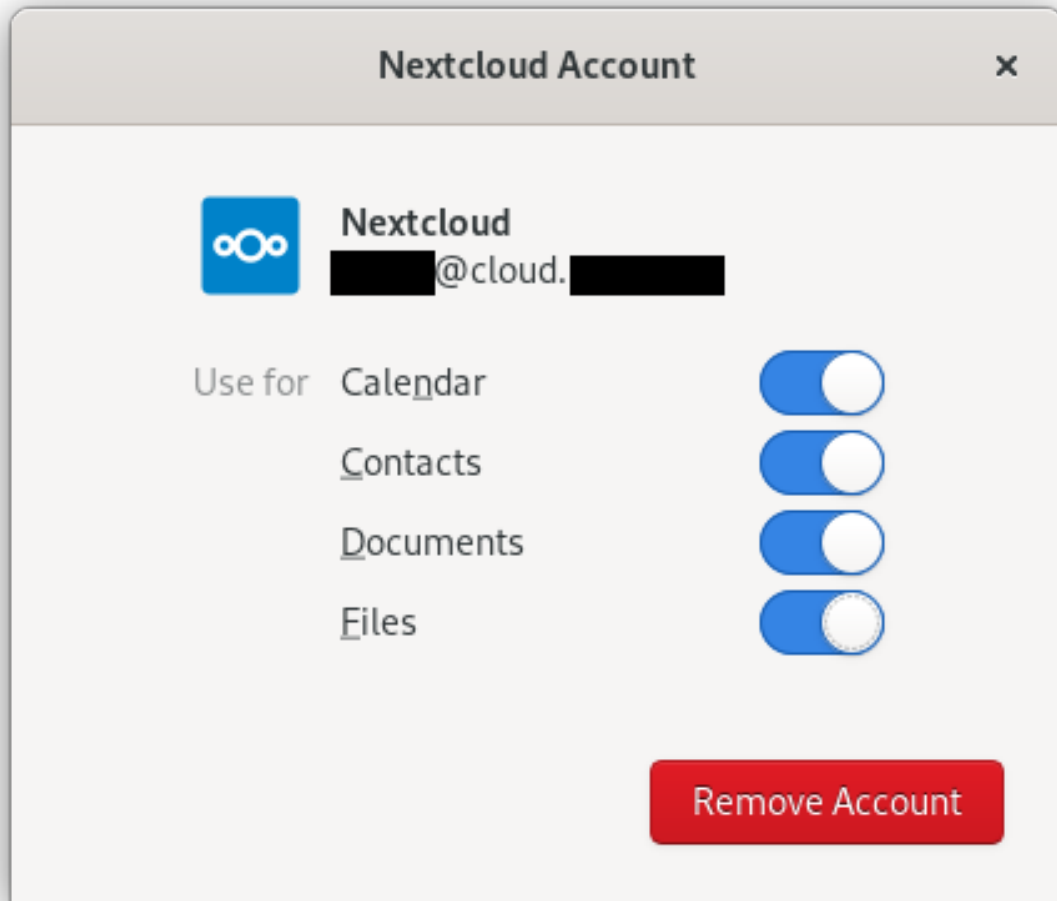 Nextcloud Account
Nextcloud
@cloud.
Use for Calendar
Contacts
Documents
Files
Remove Account